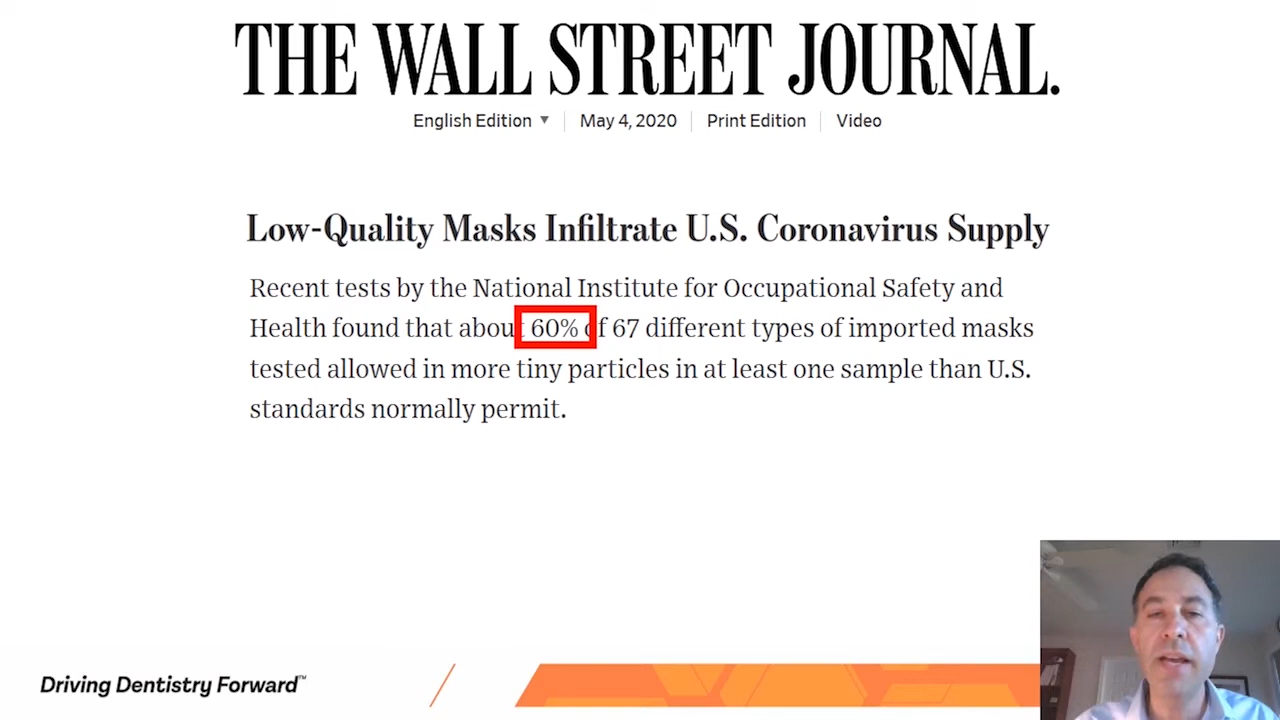 THE WALL STREET JOURNAL.
English Edition ▼ | May 4, 2020 | Print Edition | Video
Low-Quality Masks Infiltrate U.S. Coronavirus Supply
Recent tests by the National Institute for Occupational Safety and
Health found that about 60% of 67 different types of imported masks
tested allowed in more tiny particles in at least one sample than U.S.
standards normally permit.
Driving Dentistry Forward™